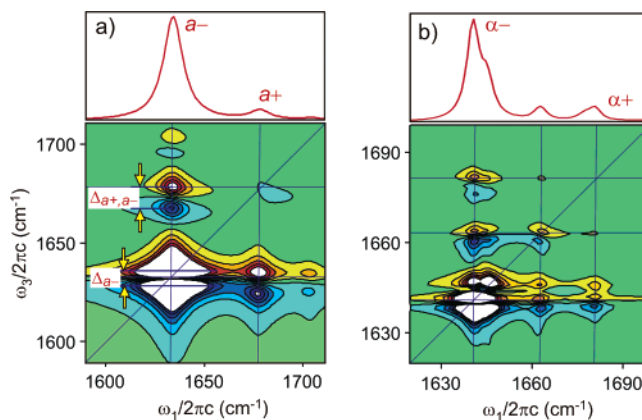 a)
a−
a+
1710
1650
1600
ω₃/2πc (cm⁻¹)
Δa+,a−
Δa−
1600
1650
1700
ω₁/2πc (cm⁻¹)
b)
α−
α+
1690
1660
1630
1630
1660
1690
ω₁/2πc (cm⁻¹)